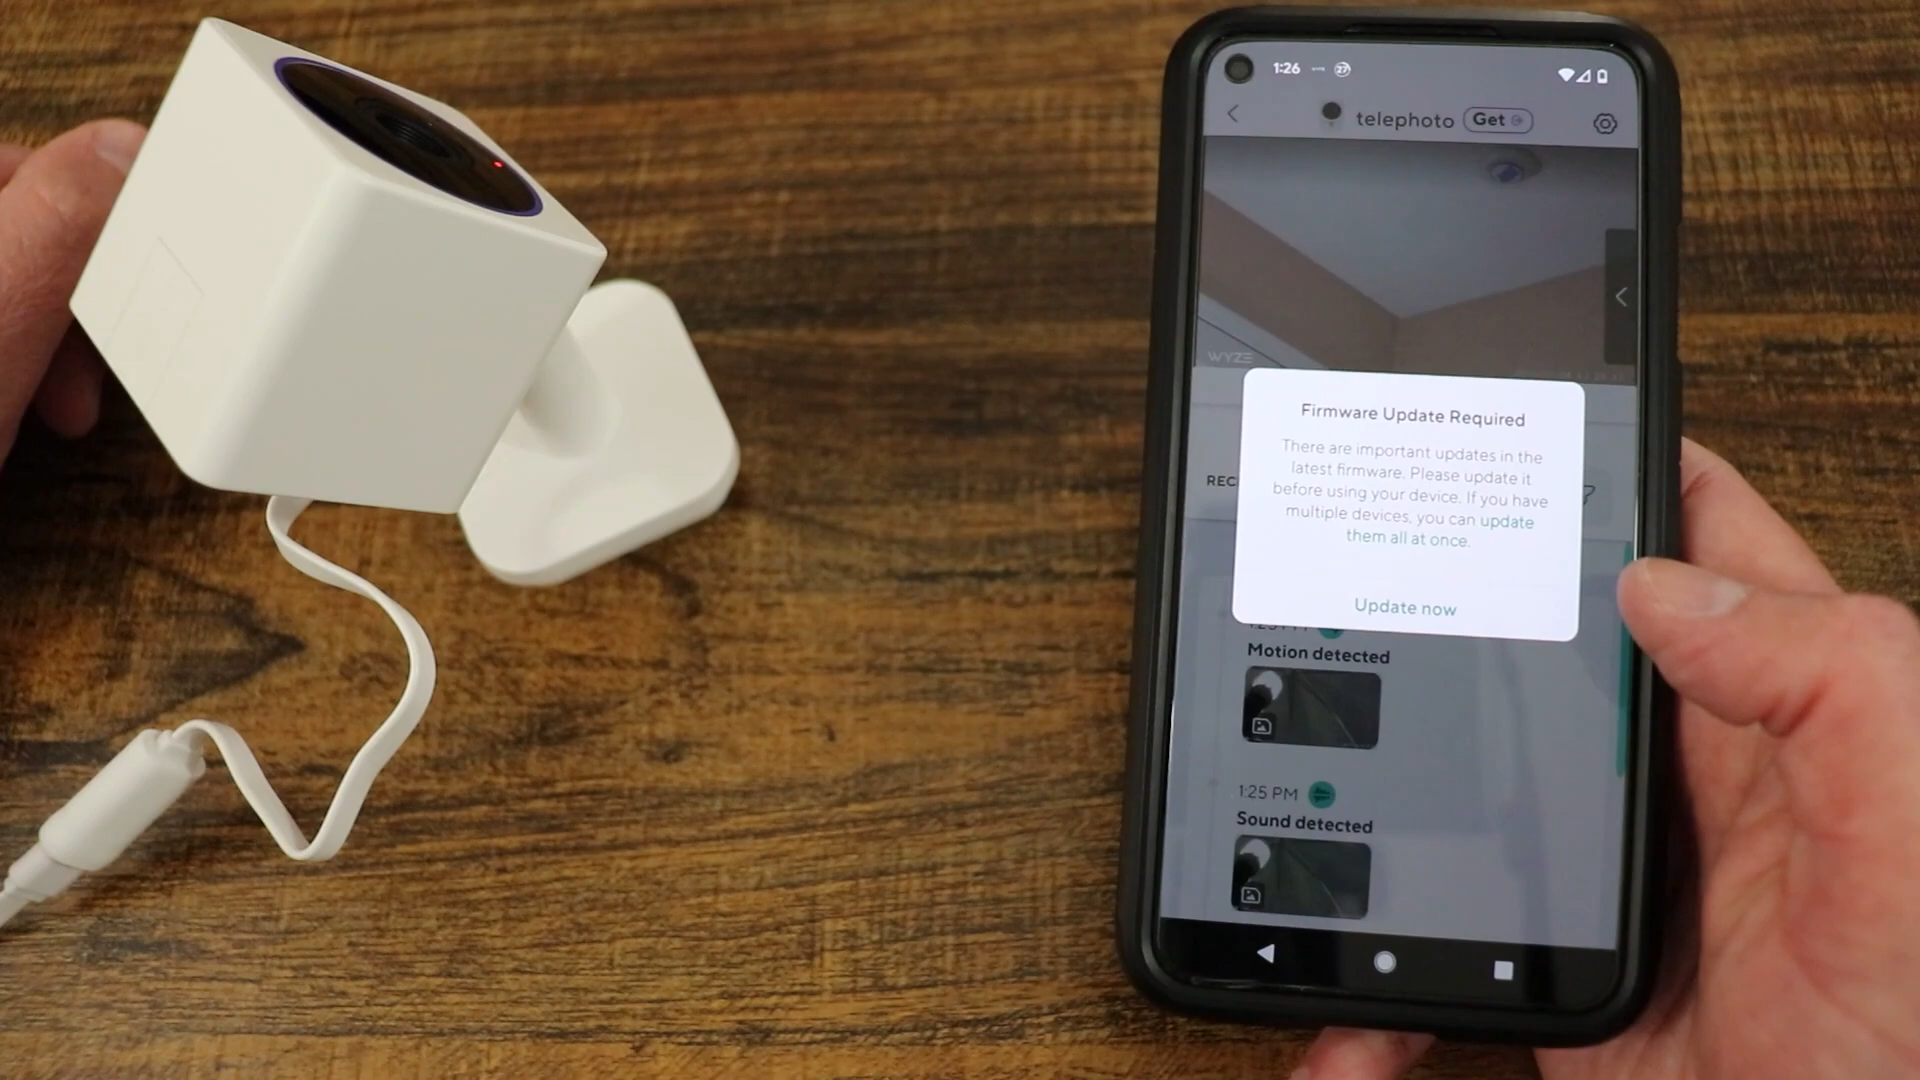 1:26
27
telephoto Get
WYZE
Firmware Update Required
There are important updates in the
latest firmware. Please update it
before using your device. If you have
multiple devices, you can update
them all at once.
Update now
REC
Motion detected
1:25 PM
Sound detected